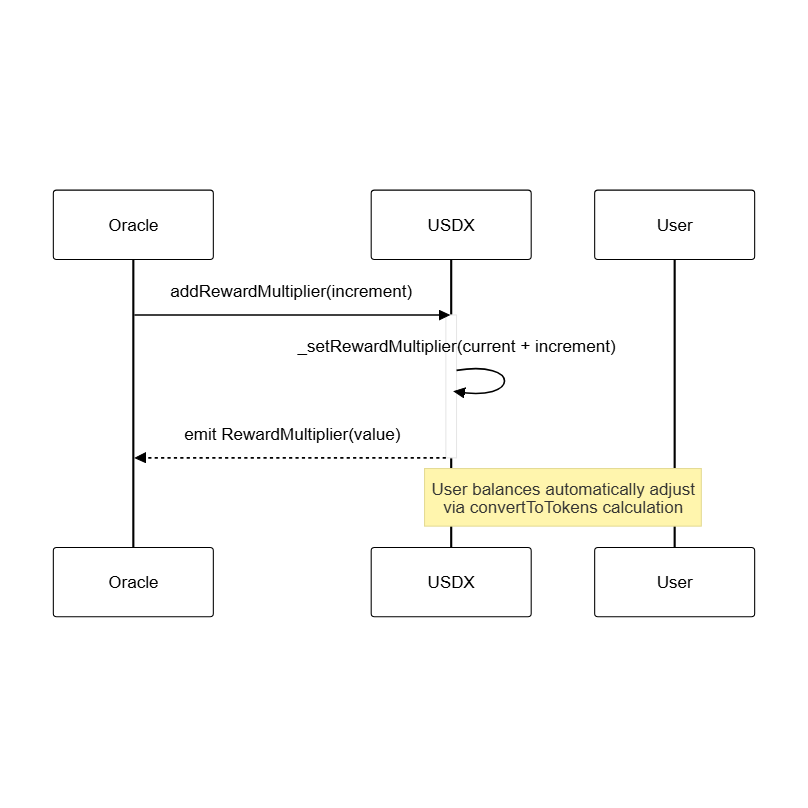 Oracle
USDX
User
addRewardMultiplier(increment)
_setRewardMultiplier(current + increment)
emit RewardMultiplier(value)
User balances automatically adjust
via convertToTokens calculation
Oracle
USDX
User